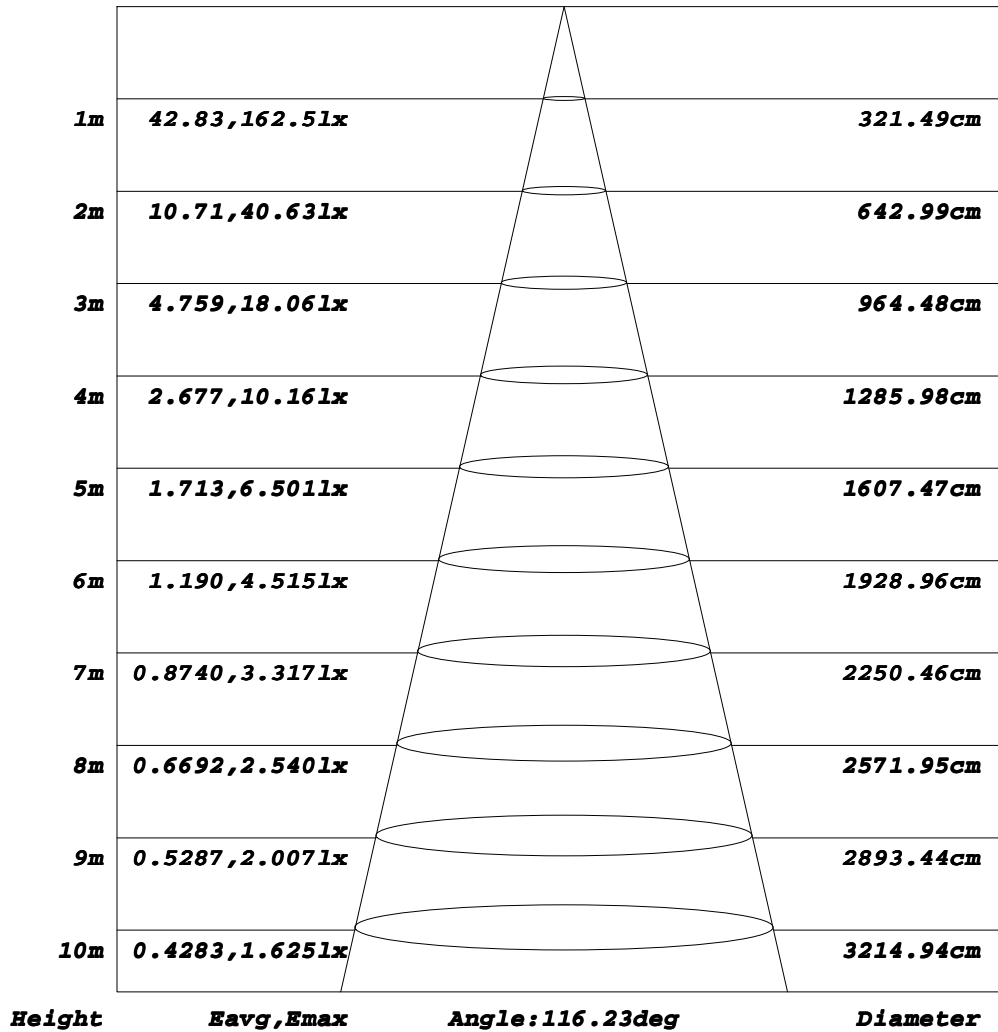 1m 42.83,162.5lx 321.49cm
2m 10.71,40.63lx 642.99cm
3m 4.759,18.06lx 964.48cm
4m 2.677,10.16lx 1285.98cm
5m 1.713,6.501lx 1607.47cm
6m 1.190,4.515lx 1928.96cm
7m 0.8740,3.317lx 2250.46cm
8m 0.6692,2.540lx 2571.95cm
9m 0.5287,2.007lx 2893.44cm
10m 0.4283,1.625lx 3214.94cm
Height Eavg,Emax Angle:116.23deg Diameter